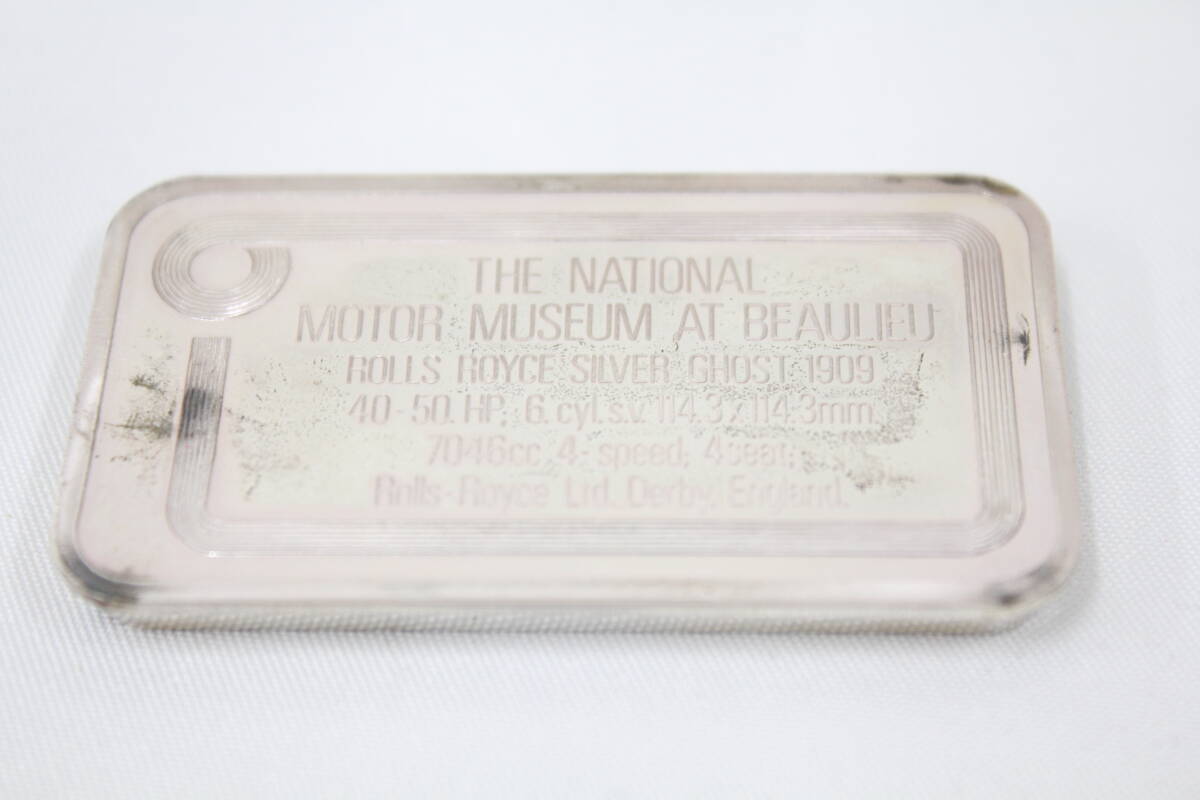 THE NATIONAL
MOTOR MUSEUM AT BEAULIEU
ROLLS ROYCE SILVER GHOST 1909
40-50. HP; 6. cyl. s.v. 114.3 x 114.3mm.
7046cc 4-speed; 4seat;
Rolls-Royce Ltd. Derby, England.